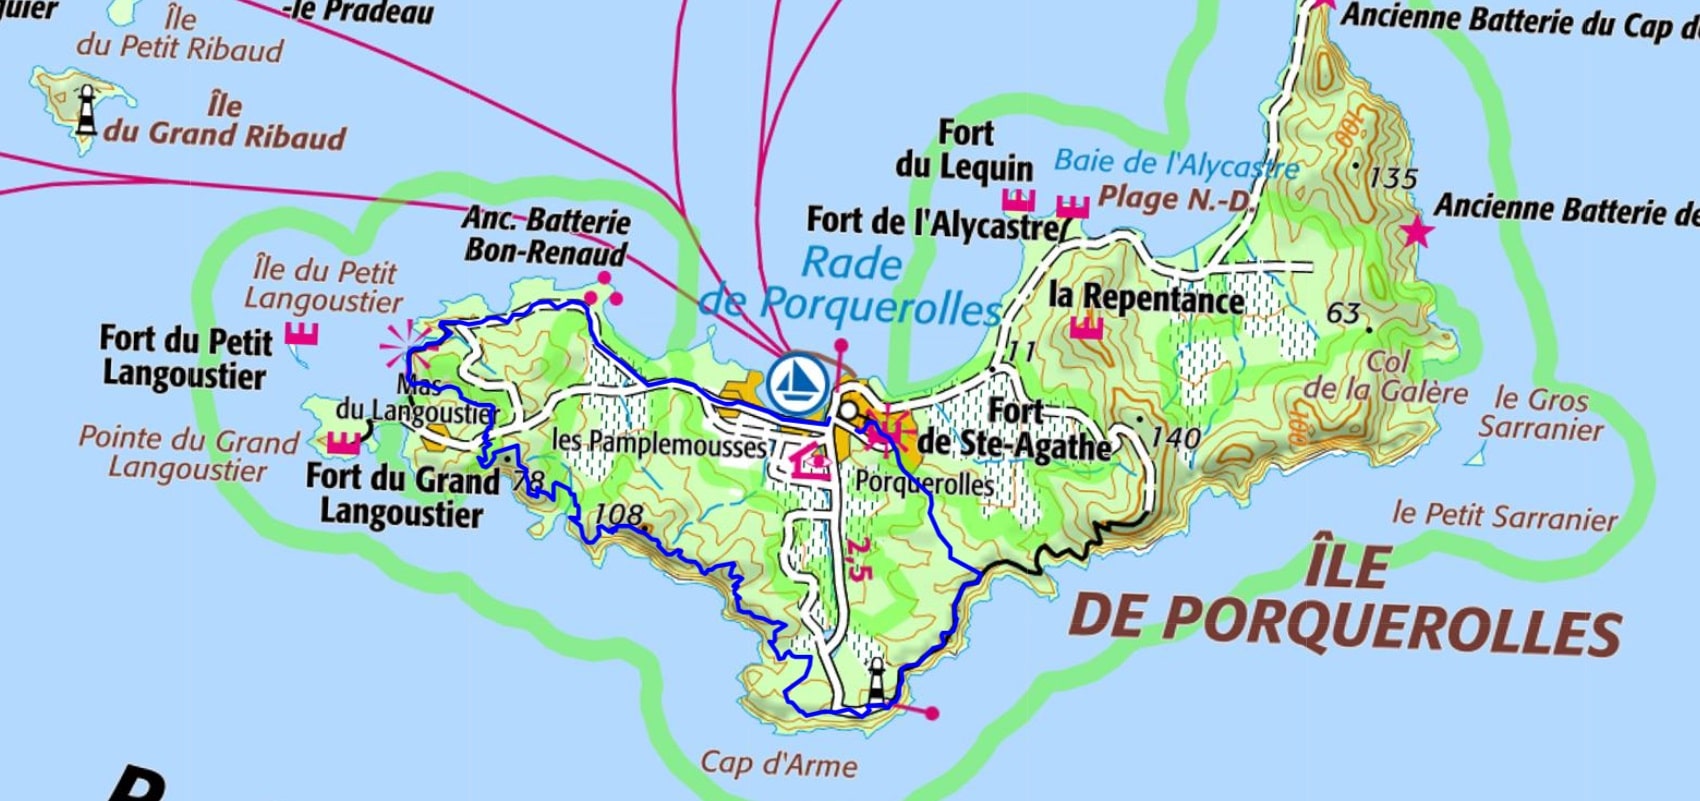 -le Pradeau
Île
du Petit Ribaud
Île
du Grand Ribaud
Ancienne Batterie du Cap
Fort
du Lequin
Baie de l'Alycastre
Plage N.-D.
135
100
Ancienne Batterie
Fort de l'Alycastre
Anc. Batterie
Bon-Renaud
Rade
de Porquerolles
Île du Petit
Langoustier
la Repentance
63
Fort du Petit
Langoustier
11
Col
de la Galère
Mas
du Langoustier
le Gros
Sarranier
Fort
de Ste-Agathe
100
140
Pointe du Grand
Langoustier
les Pamplemousses
Fort du Grand
Langoustier
78
108
Porquerolles
le Petit Sarranier
2,5
ÎLE
DE PORQUEROLLES
Cap d'Arme